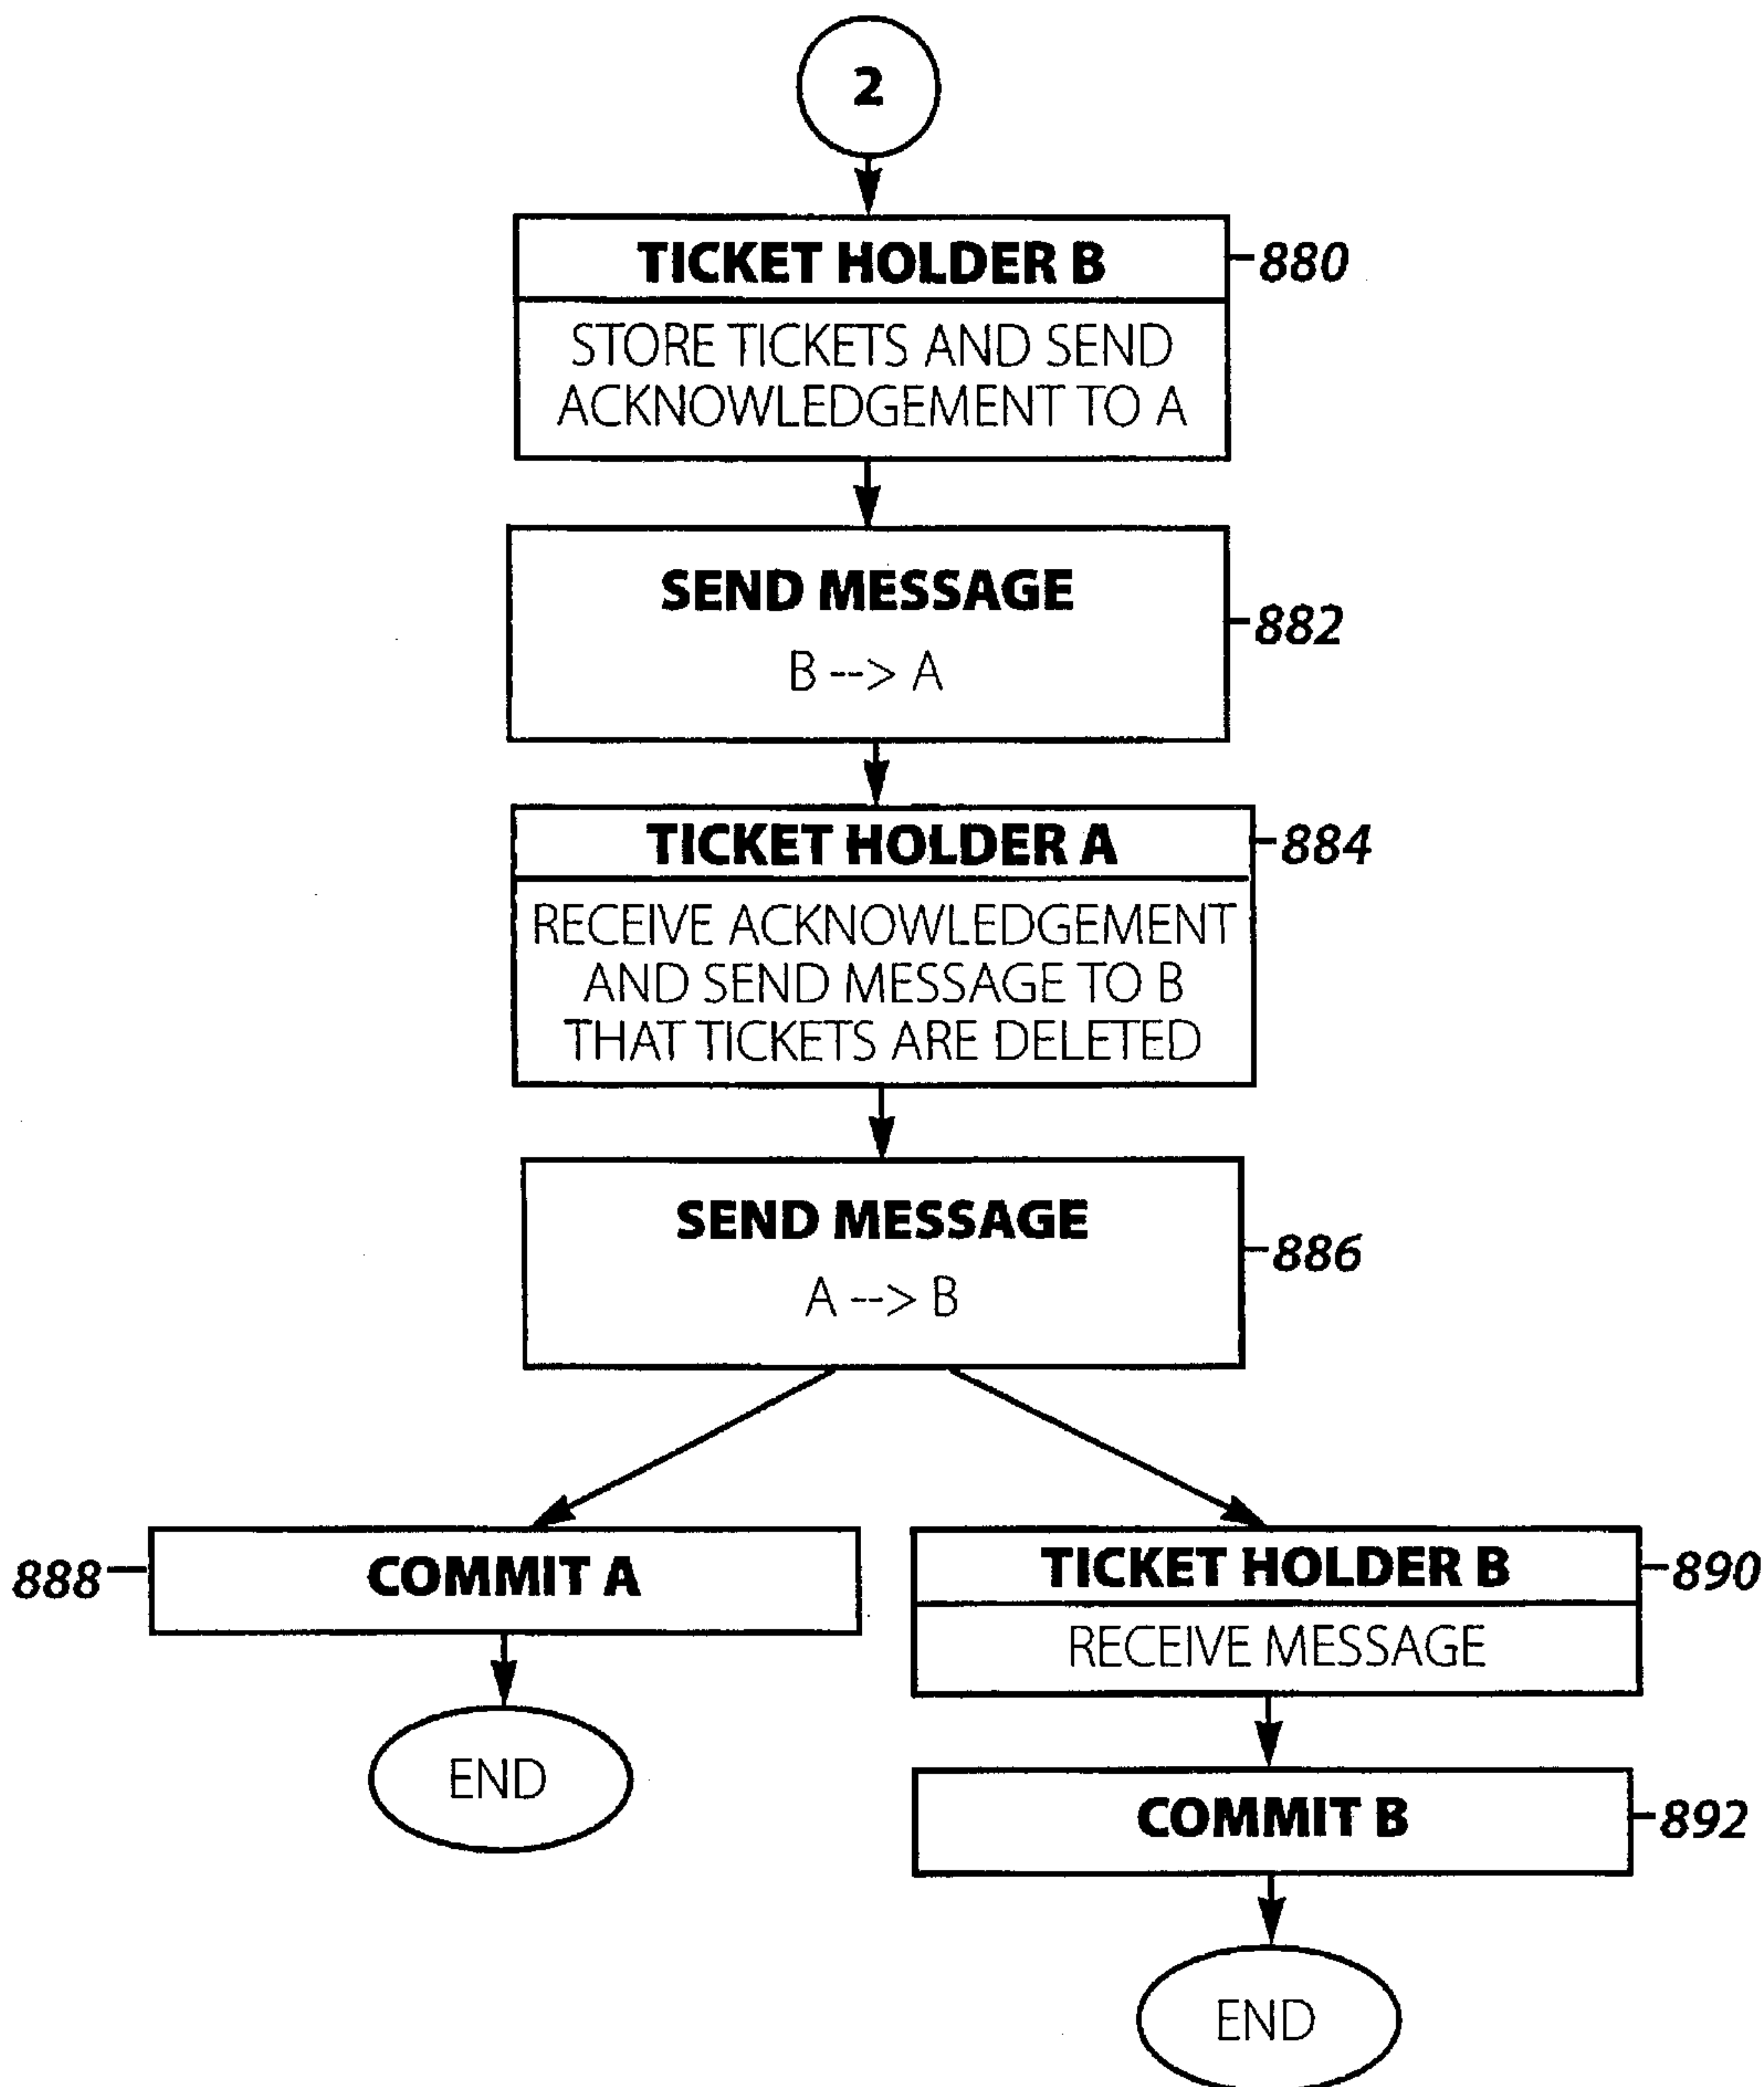 2
TICKET HOLDER B
880
STORE TICKETS AND SEND
ACKNOWLEDGEMENT TO A
SEND MESSAGE
882
B --> A
TICKET HOLDER A
884
RECEIVE ACKNOWLEDGEMENT
AND SEND MESSAGE TO B
THAT TICKETS ARE DELETED
SEND MESSAGE
886
A --> B
888
COMMIT A
END
TICKET HOLDER B
890
RECEIVE MESSAGE
COMMIT B
892
END